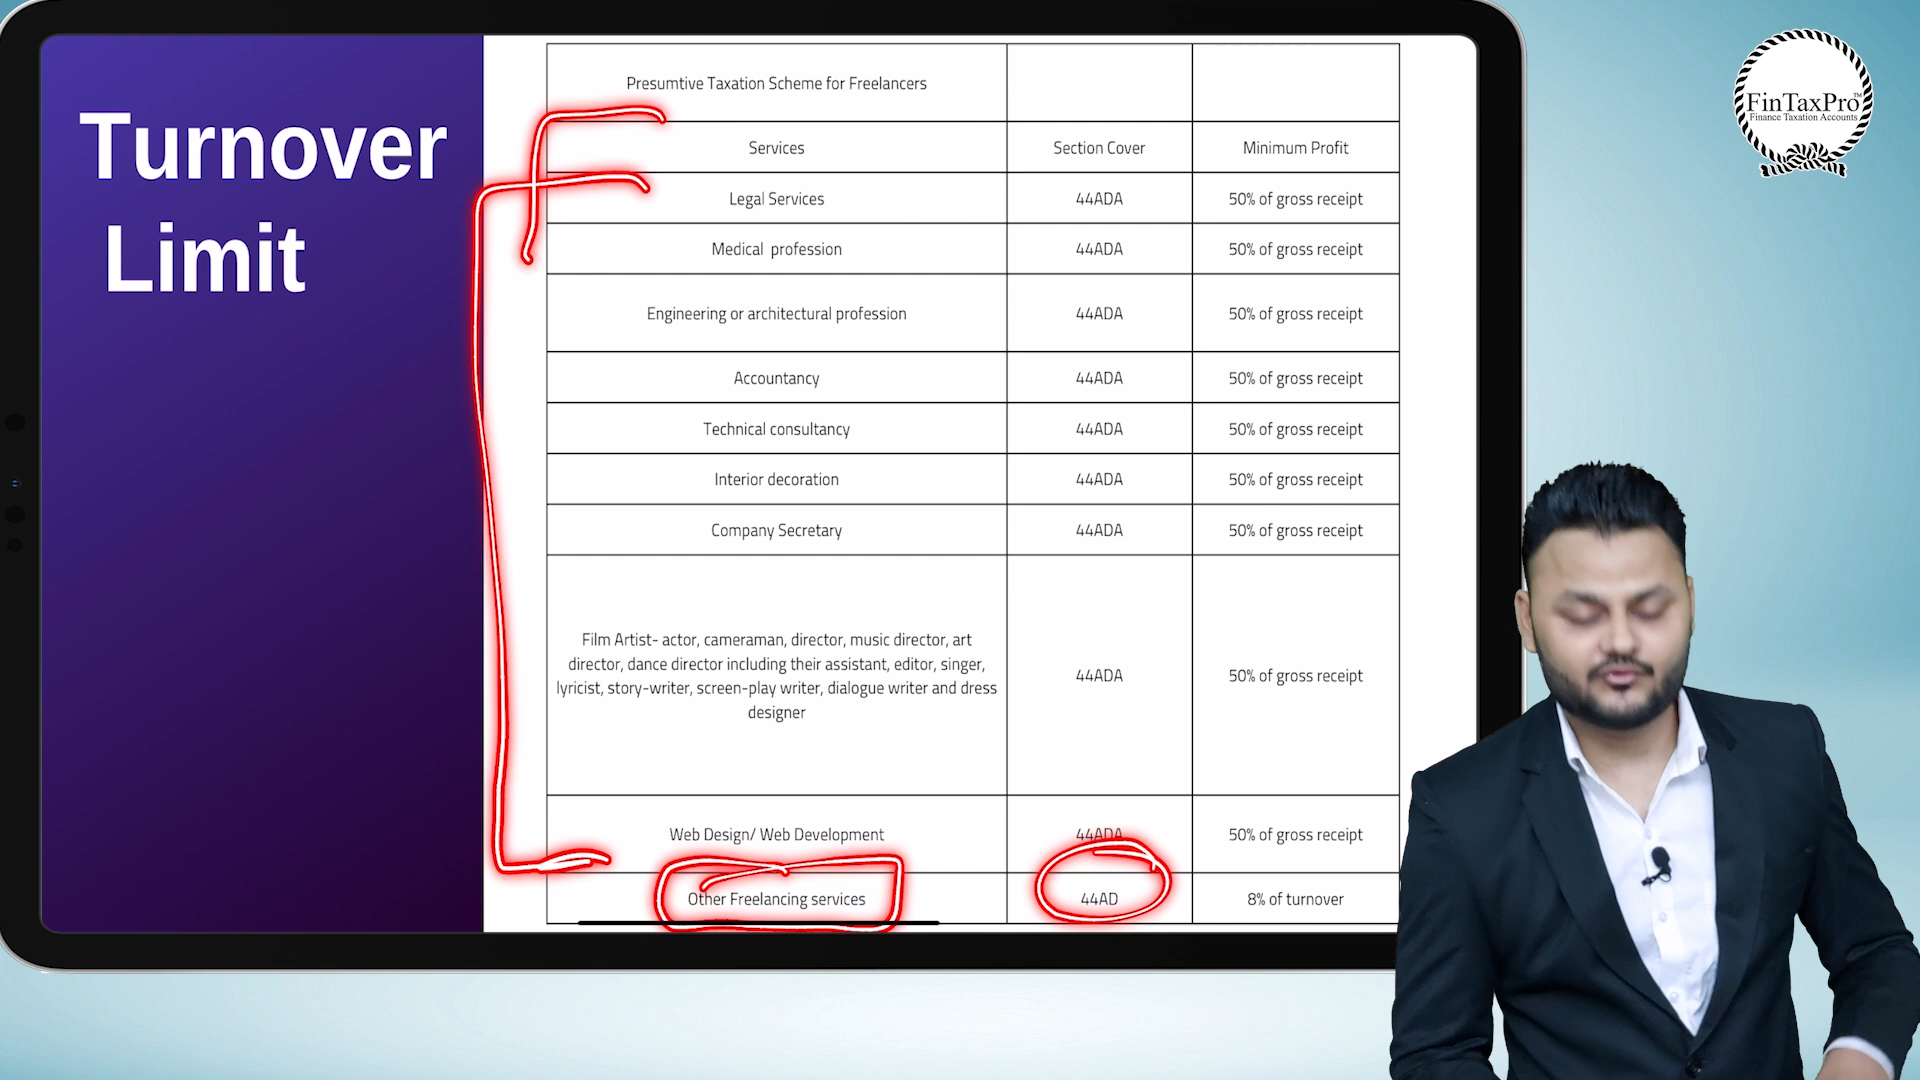 Turnover
Limit
FinTaxPro™
Finance Taxation Accounts
Presumtive Taxation Scheme for Freelancers
Services Section Cover Minimum Profit
Legal Services 44ADA 50% of gross receipt
Medical profession 44ADA 50% of gross receipt
Engineering or architectural profession 44ADA 50% of gross receipt
Accountancy 44ADA 50% of gross receipt
Technical consultancy 44ADA 50% of gross receipt
Interior decoration 44ADA 50% of gross receipt
Company Secretary 44ADA 50% of gross receipt
Film Artist- actor, cameraman, director, music director, art
director, dance director including their assistant, editor, singer,
lyricist, story-writer, screen-play writer, dialogue writer and dress
designer
44ADA 50% of gross receipt
Web Design/ Web Development 44ADA 50% of gross receipt
Other Freelancing services 44AD 8% of turnover